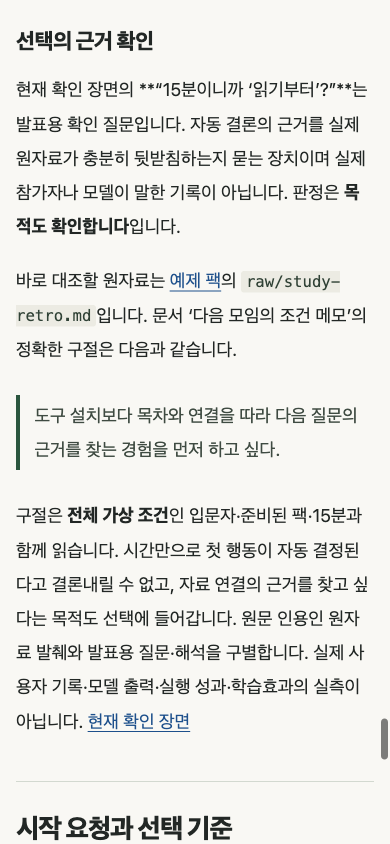 선택의 근거 확인
현재 확인 장면의 **“15분이니까 ‘읽기부터’?”**는
발표용 확인 질문입니다. 자동 결론의 근거를 실제
원자료가 충분히 뒷받침하는지 묻는 장치이며 실제
참가자나 모델이 말한 기록이 아닙니다. 판정은 목
적도 확인합니다입니다.
바로 대조할 원자료는 예제 팩의 raw/study-
retro.md입니다. 문서 ‘다음 모임의 조건 메모’의
정확한 구절은 다음과 같습니다.
도구 설치보다 목차와 연결을 따라 다음 질문의
근거를 찾는 경험을 먼저 하고 싶다.
구절은 전체 가상 조건인 입문자·준비된 팩·15분과
함께 읽습니다. 시간만으로 첫 행동이 자동 결정된
다고 결론내릴 수 없고, 자료 연결의 근거를 찾고 싶
다는 목적도 선택에 들어갑니다. 원문 인용인 원자
료 발췌와 발표용 질문·해석을 구별합니다. 실제 사
용자 기록·모델 출력·실행 성과·학습효과의 실측이
아닙니다. 현재 확인 장면
시작 요청과 선택 기준